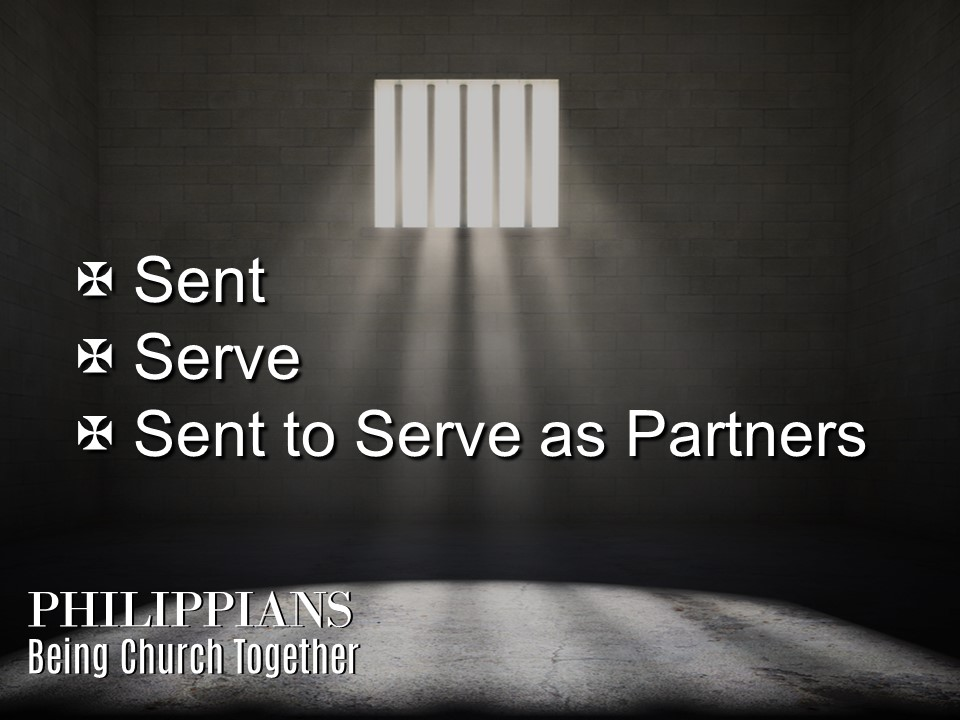 ✠ Sent
✠ Serve
✠ Sent to Serve as Partners
PHILIPPIANS
Being Church Together